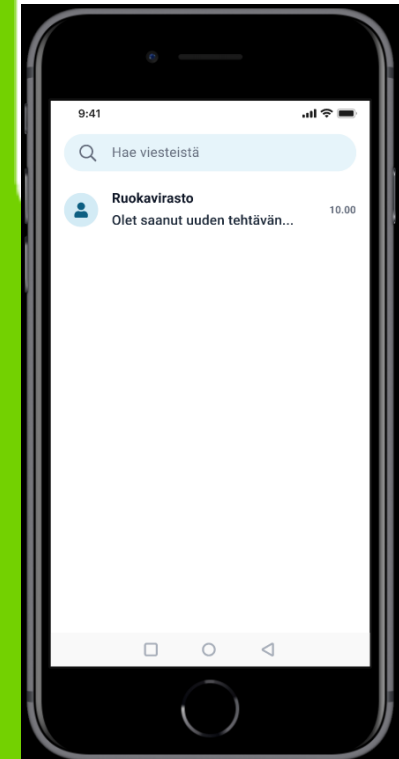 9:41
Hae viesteistä
Ruokavirasto
Olet saanut uuden tehtävän...
10.00